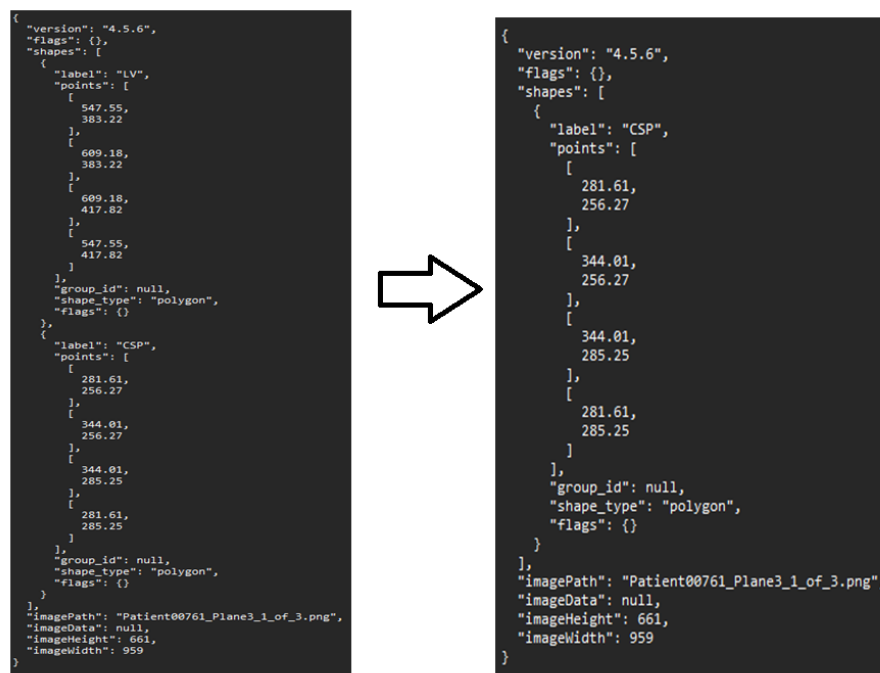 {
"version": "4.5.6",
"flags": {},
"shapes": [
{
"label": "LV",
"points": [
[
547.55,
383.22
],
[
609.18,
383.22
],
[
609.18,
417.82
],
[
547.55,
417.82
]
],
"group_id": null,
"shape_type": "polygon",
"flags": {}
},
{
"label": "CSP",
"points": [
[
281.61,
256.27
],
[
344.01,
256.27
],
[
344.01,
285.25
],
[
281.61,
285.25
]
],
"group_id": null,
"shape_type": "polygon",
"flags": {}
}
],
"imagePath": "Patient00761_Plane3_1_of_3.png",
"imageData": null,
"imageHeight": 661,
"imageWidth": 959
}
{
"version": "4.5.6",
"flags": {},
"shapes": [
{
"label": "CSP",
"points": [
[
281.61,
256.27
],
[
344.01,
256.27
],
[
344.01,
285.25
],
[
281.61,
285.25
]
],
"group_id": null,
"shape_type": "polygon",
"flags": {}
}
],
"imagePath": "Patient00761_Plane3_1_of_3.png"
"imageData": null,
"imageHeight": 661,
"imageWidth": 959
}